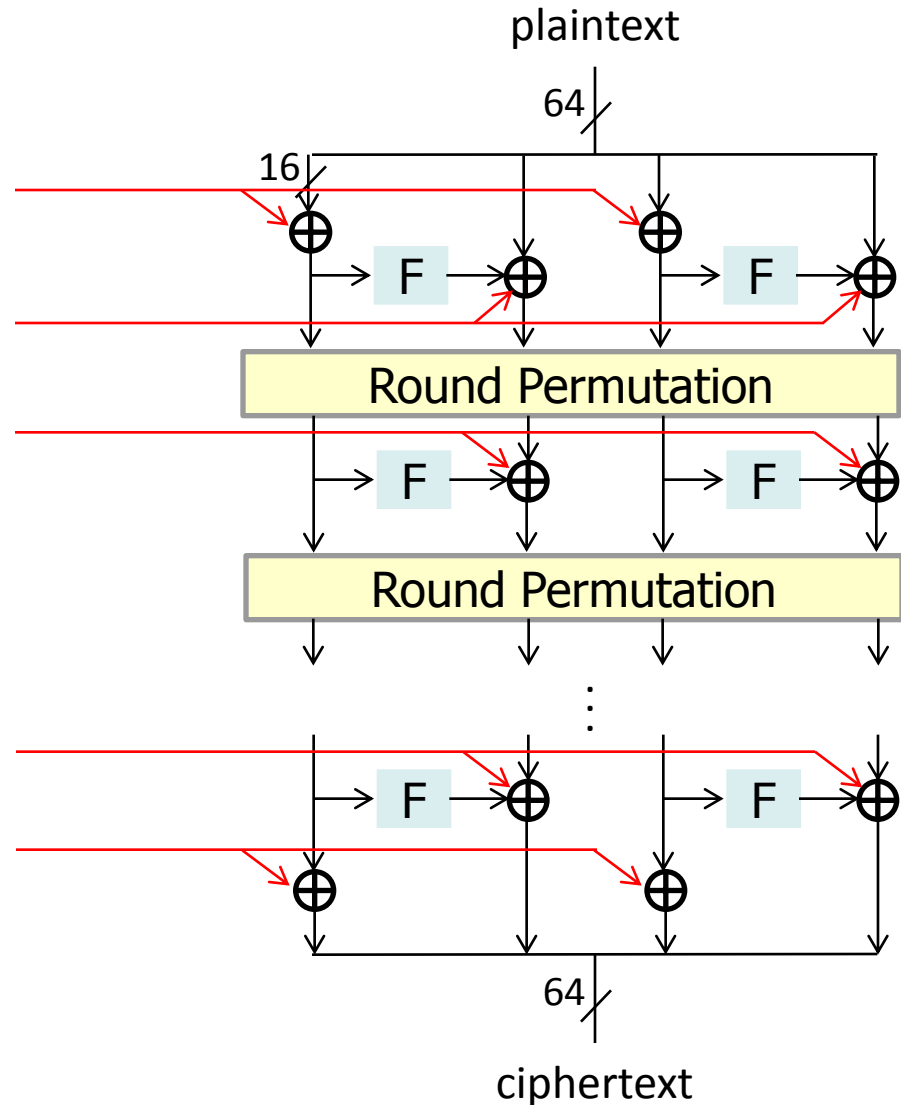 plaintext
64
16
F F
Round Permutation
F F
Round Permutation
⋮
F F
64
ciphertext